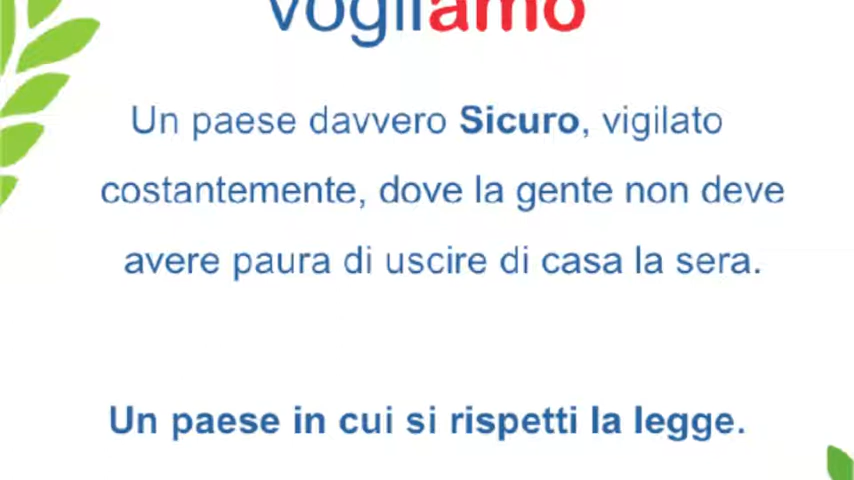 vogliamo
Un paese davvero Sicuro, vigilato
costantemente, dove la gente non deve
avere paura di uscire di casa la sera.
Un paese in cui si rispetti la legge.